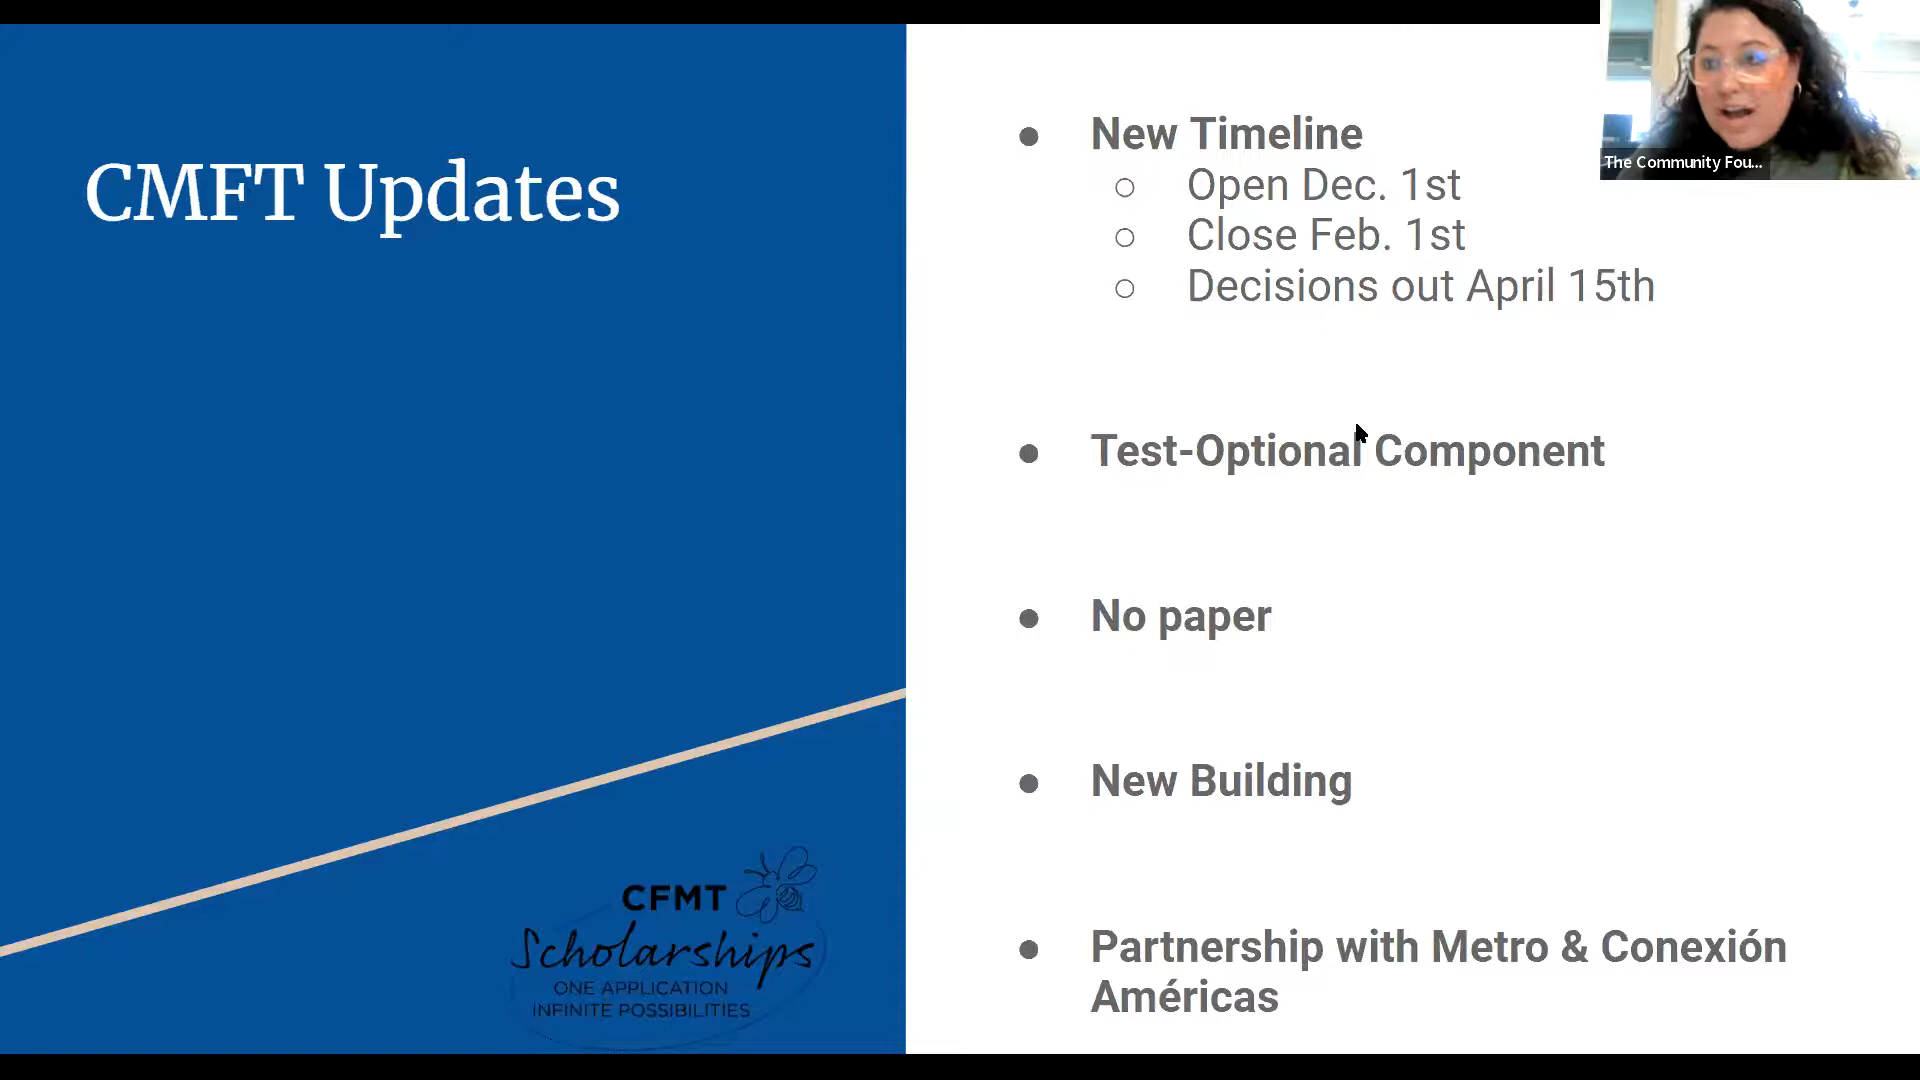 CMFT Updates
● New Timeline
○ Open Dec. 1st
○ Close Feb. 1st
○ Decisions out April 15th
● Test-Optional Component
● No paper
● New Building
● Partnership with Metro & Conexión
Américas
CFMT
Scholarships
ONE APPLICATION
INFINITE POSSIBILITIES
The Community Fou...